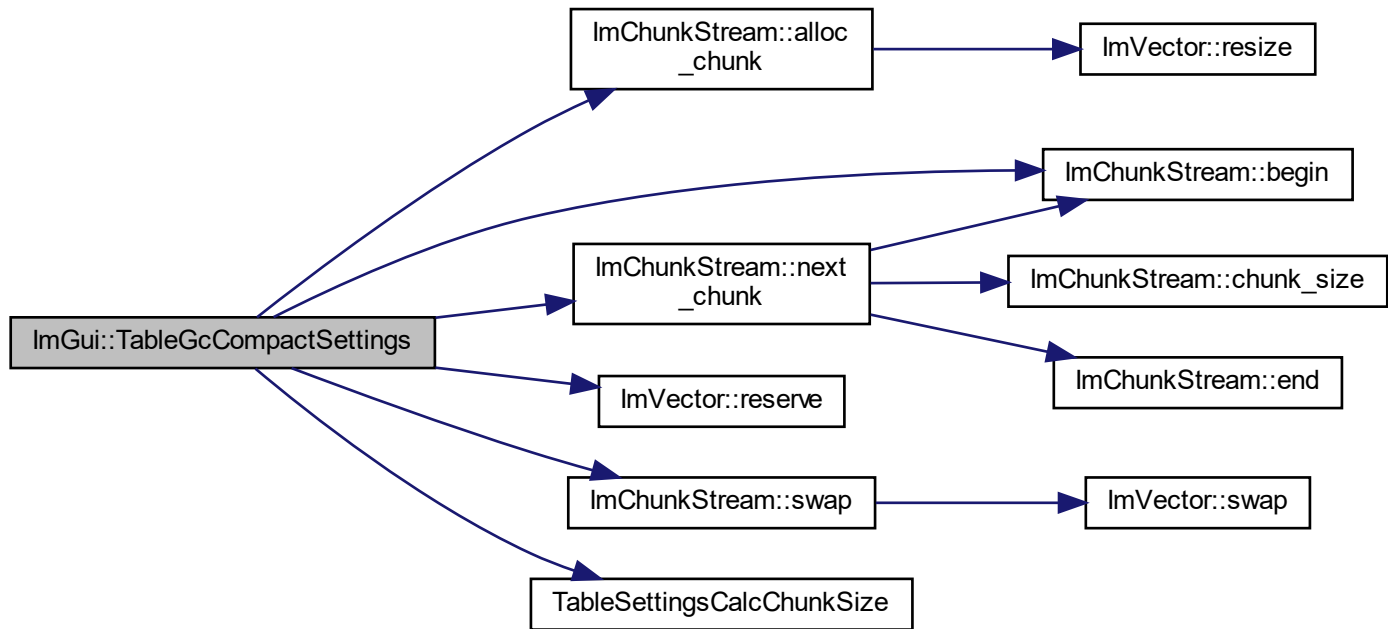 ImChunkStream::alloc
_chunk
ImVector::resize
ImChunkStream::begin
ImChunkStream::next
_chunk
ImChunkStream::chunk_size
ImGui::TableGcCompactSettings
ImChunkStream::end
ImVector::reserve
ImChunkStream::swap
ImVector::swap
TableSettingsCalcChunkSize